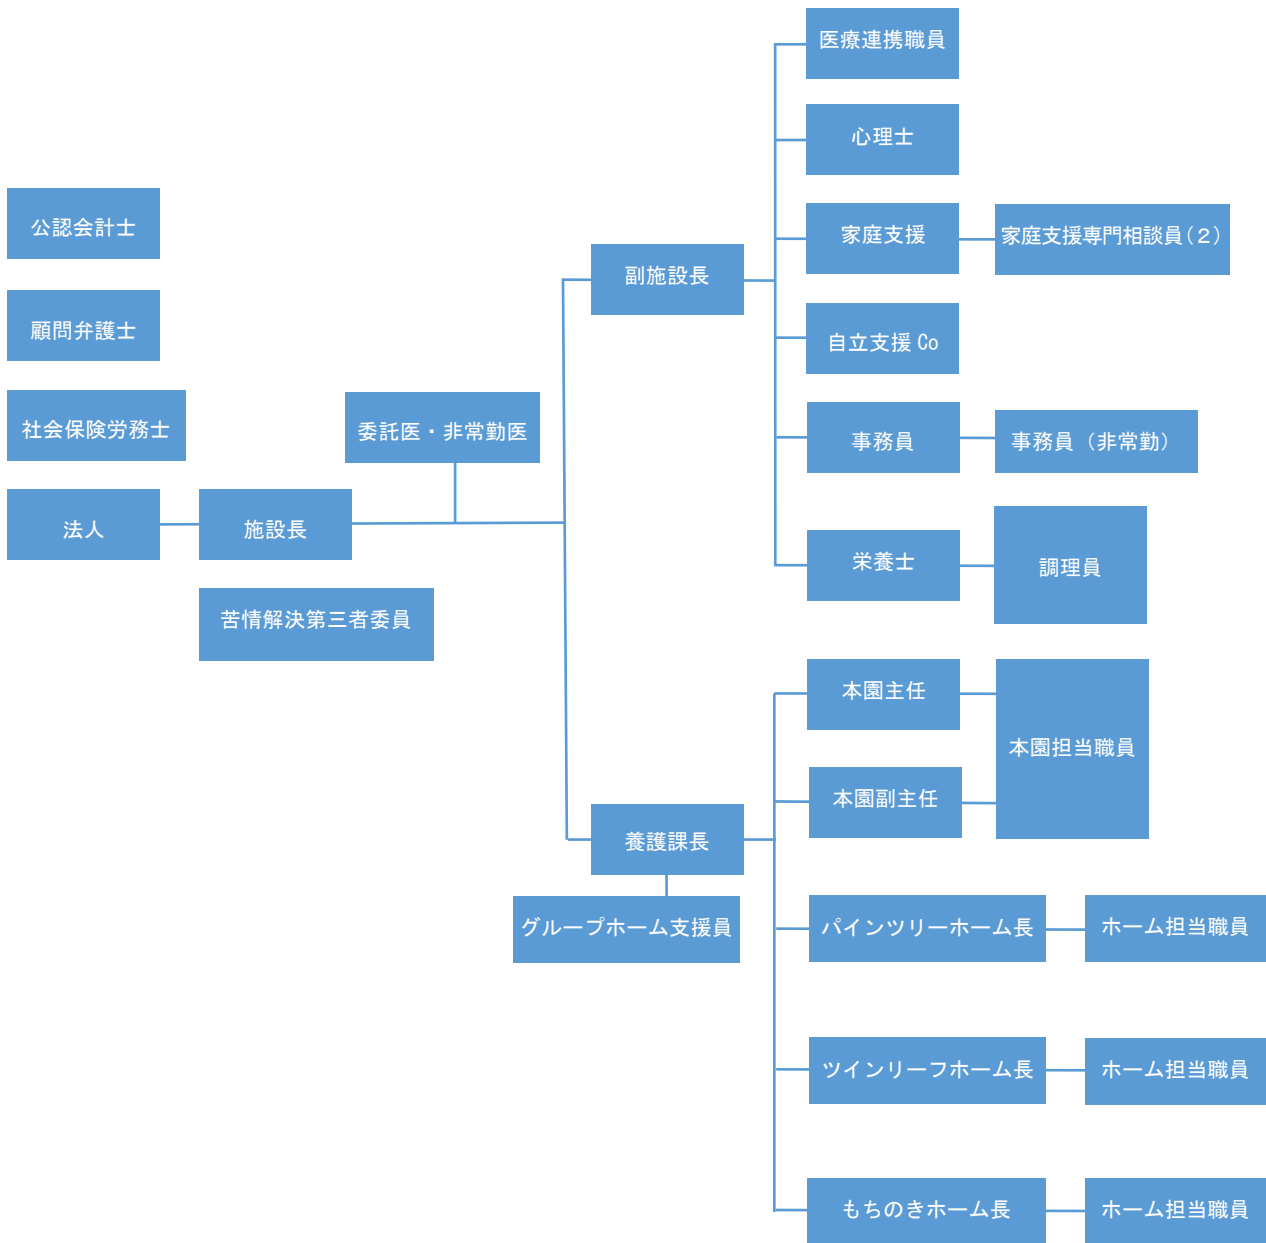 公認会計士
顧問弁護士
社会保険労務士
法人
施設長
苦情解決第三者委員
委託医・非常勤医
副施設長
医療連携職員
心理士
家庭支援
家庭支援専門相談員(２)
自立支援 Co
事務員
事務員（非常勤）
栄養士
調理員
養護課長
グループホーム支援員
本園主任
本園副主任
本園担当職員
パインツリーホーム長
ホーム担当職員
ツインリーフホーム長
ホーム担当職員
もちのきホーム長
ホーム担当職員